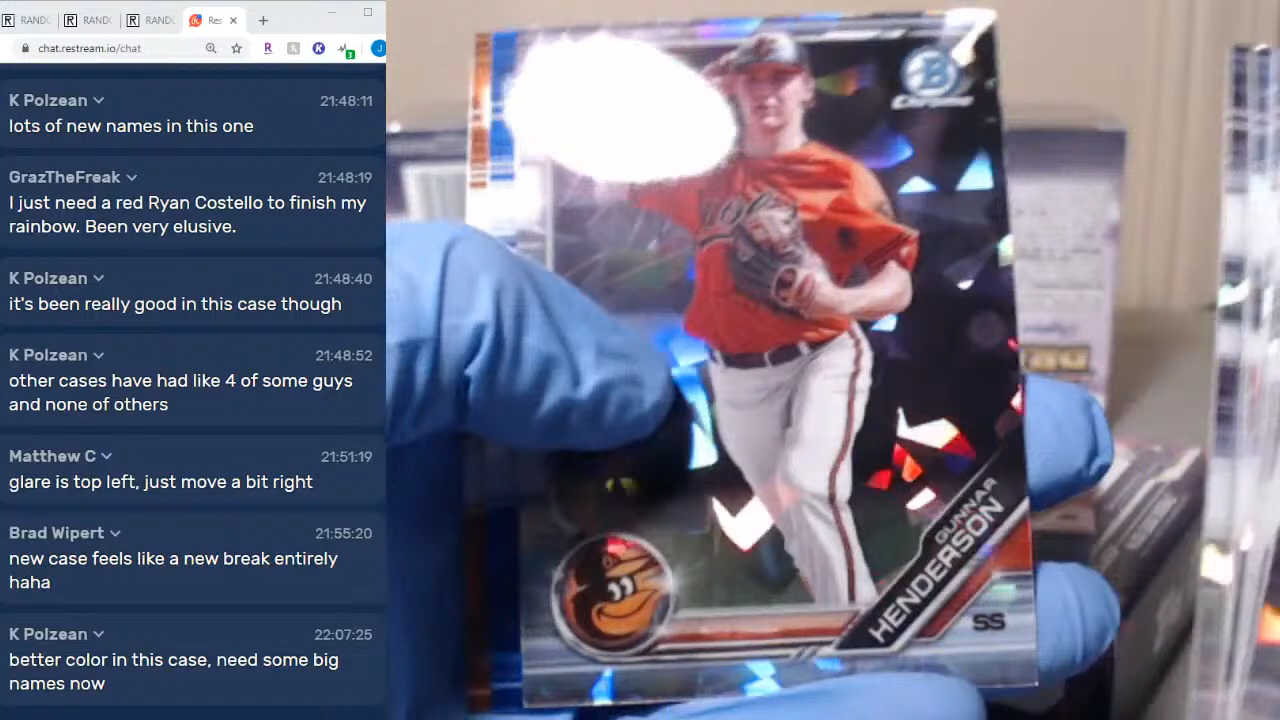 RANDO
RANDO
RANDO
Res
chat.restream.io/chat
K Polzean
21:48:11
lots of new names in this one
GrazTheFreak
21:48:19
I just need a red Ryan Costello to finish my
rainbow. Been very elusive.
K Polzean
21:48:40
it's been really good in this case though
K Polzean
21:48:52
other cases have had like 4 of some guys
and none of others
Matthew C
21:51:19
glare is top left, just move a bit right
Brad Wipert
21:55:20
new case feels like a new break entirely
haha
K Polzean
22:07:25
better color in this case, need some big
names now
B
Chrome
GUNNAR
HENDERSON
SS